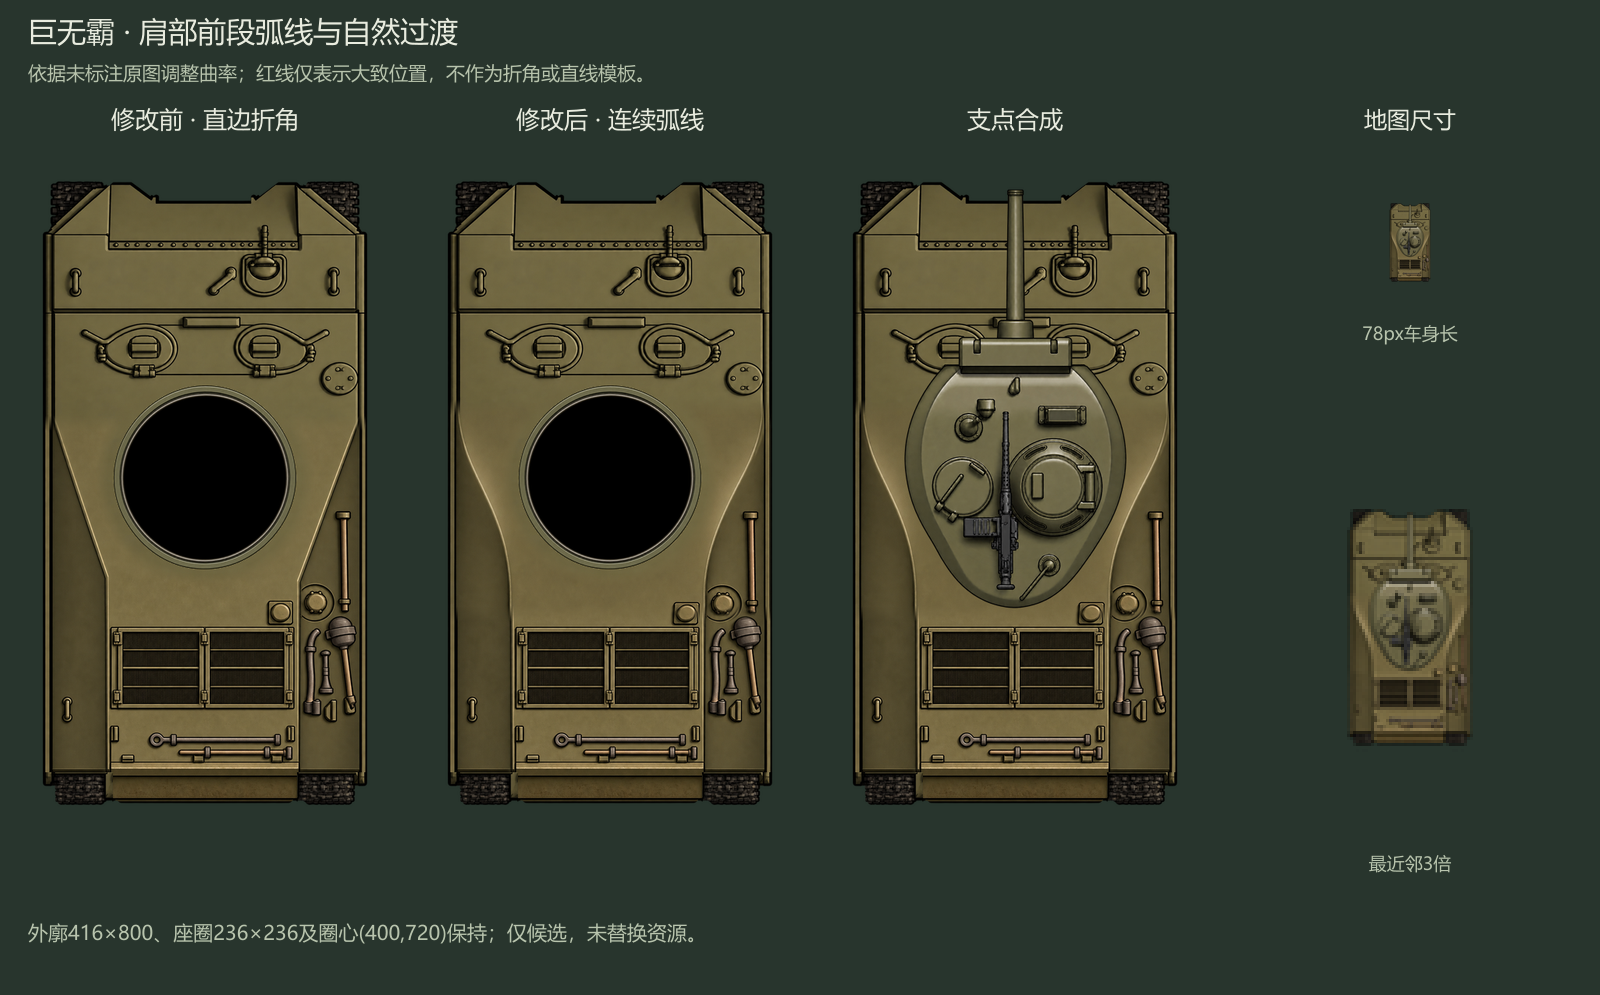 巨无霸 · 肩部前段弧线与自然过渡
依据未标注原图调整曲率；红线仅表示大致位置，不作为折角或直线模板。
修改前 · 直边折角
修改后 · 连续弧线
支点合成
地图尺寸
78px车身长
最近邻3倍
外廓416×800、座圈236×236及圈心(400,720)保持；仅候选，未替换资源。